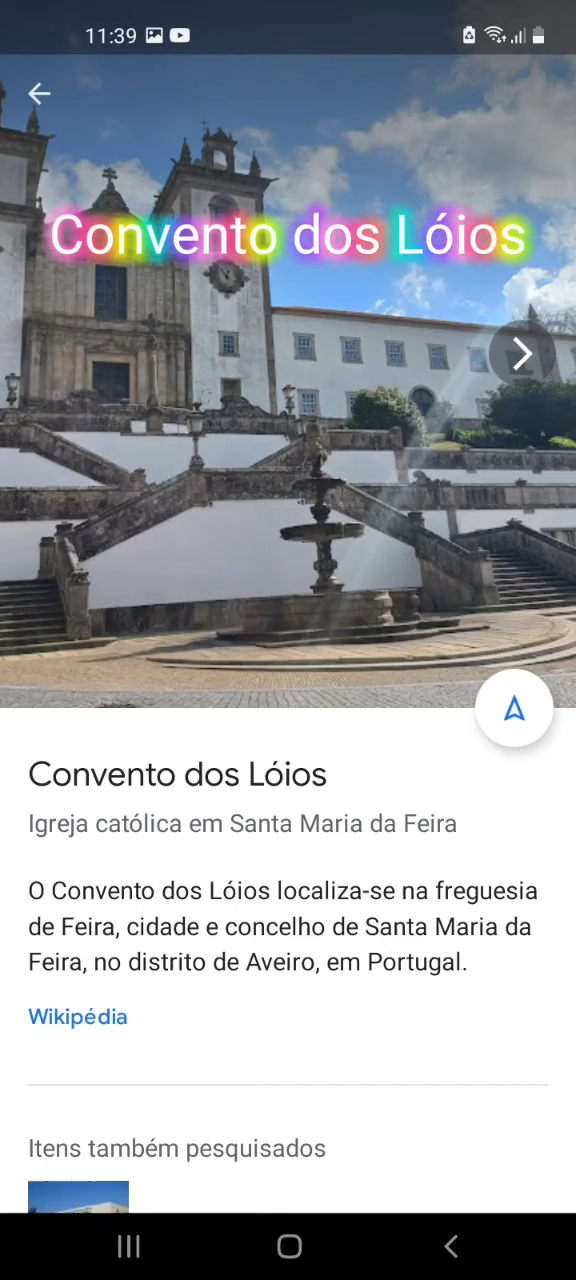 11:39
Convento dos Lóios
Convento dos Lóios
Igreja católica em Santa Maria da Feira
O Convento dos Lóios localiza-se na freguesia
de Feira, cidade e concelho de Santa Maria da
Feira, no distrito de Aveiro, em Portugal.
Wikipédia
Itens também pesquisados